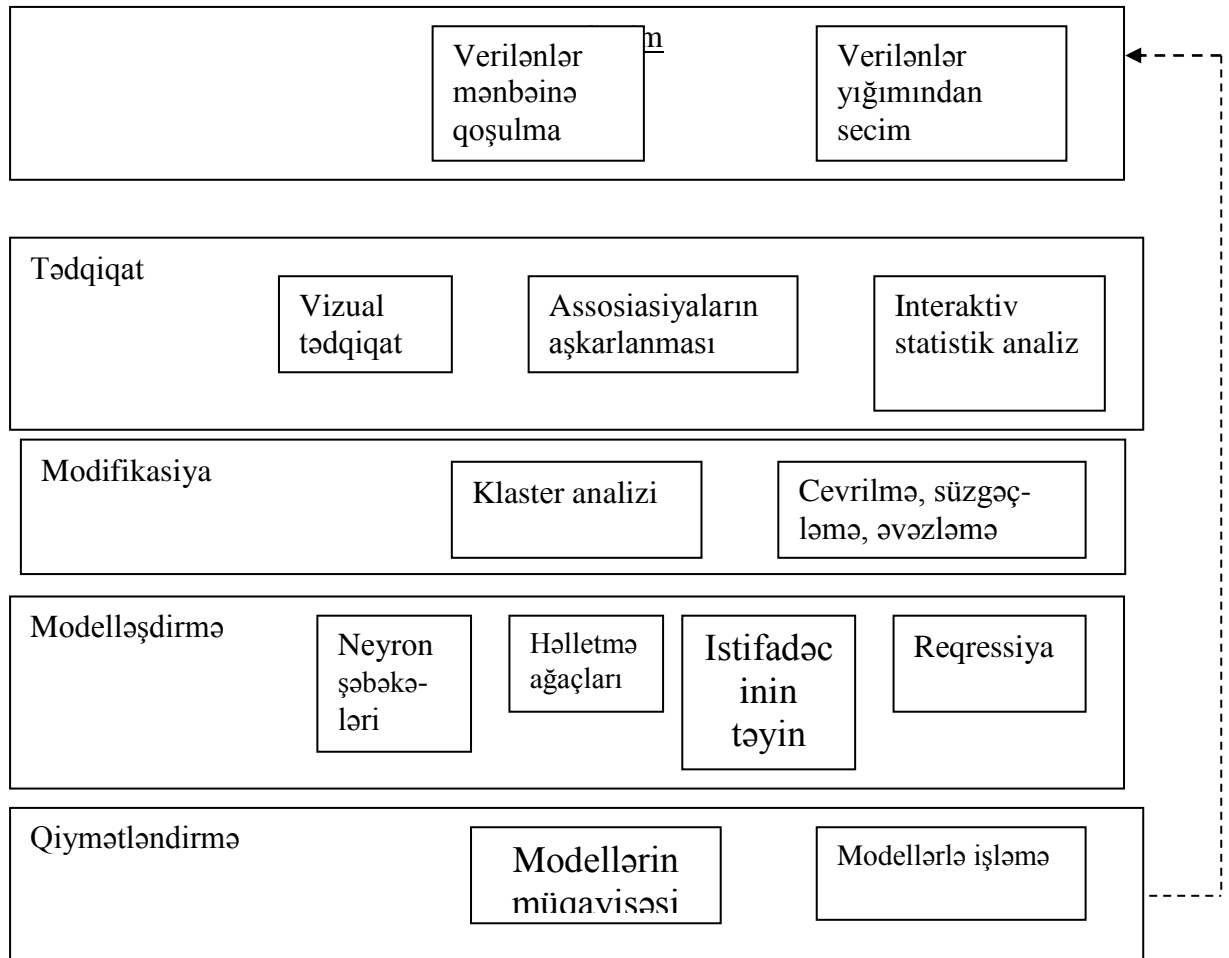 Verilənlər
mənbəinə
qoşulma
Verilənlər
yığımından
secim
Tədqiqat
Vizual
tədqiqat
Assosiasiyaların
aşkarlanması
Interaktiv
statistik analiz
Modifikasiya
Klaster analizi
Cevrilmə, süzgəç-
ləmə, əvəzləmə
Modelləşdirmə
Neyron
şəbəkə-
ləri
Həlletmə
ağaçları
Istifadəc
inin
təyin
Reqressiya
Qiymətləndirmə
Modellərin
müqayisəsi
Modellərlə işləmə